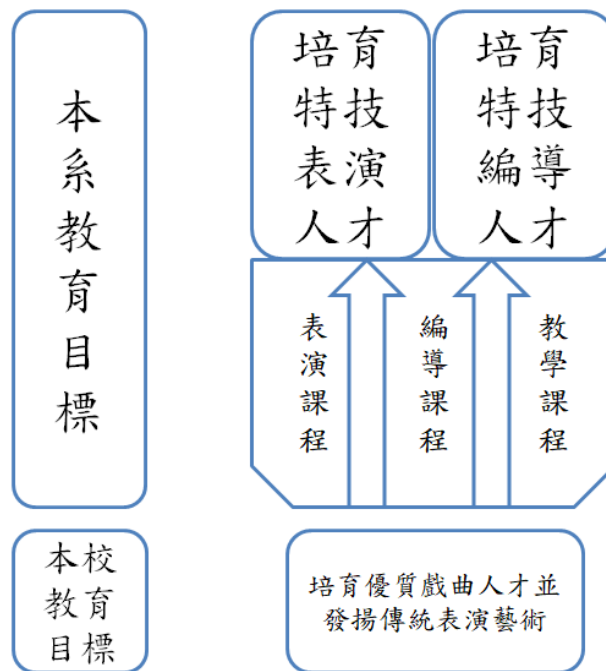 本系教育目標
培育
特技
表演
人才
培育
特技
編導
人才
表演課程
編導課程
教學課程
本校
教育
目標
培育優質戲曲人才並
發揚傳統表演藝術